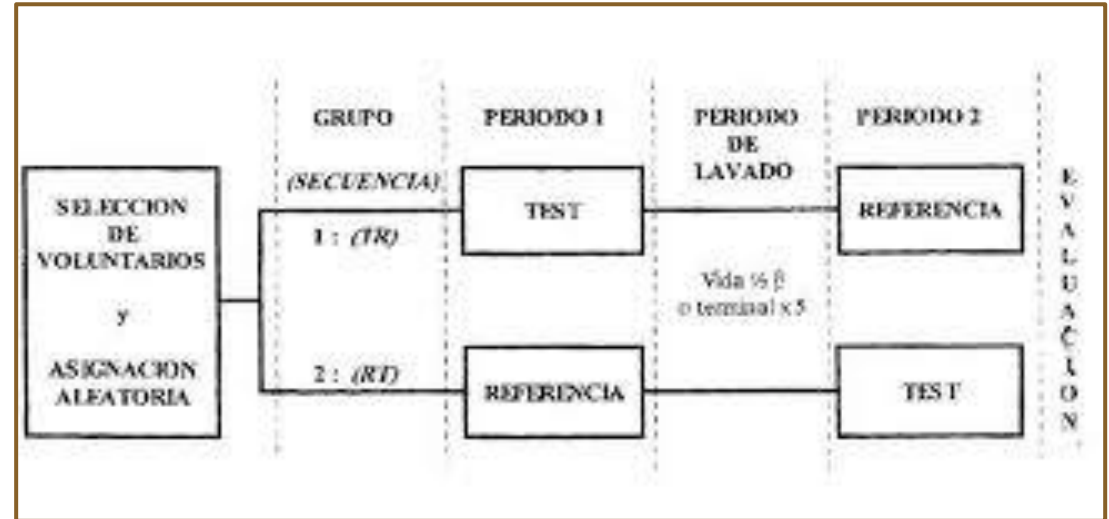 SELECCION
DE
VOLUNTARIOS
y
ASIGNACION
ALEATORIA
GRUPO
(SECUENCIA)
1 : (TR)
2 : (RT)
PERIODO 1
TEST
REFERENCIA
PERIODO
DE
LAVADO
Vida ½ β
o terminal x 5
PERIODO 2
REFERENCIA
TEST
EVALUACION